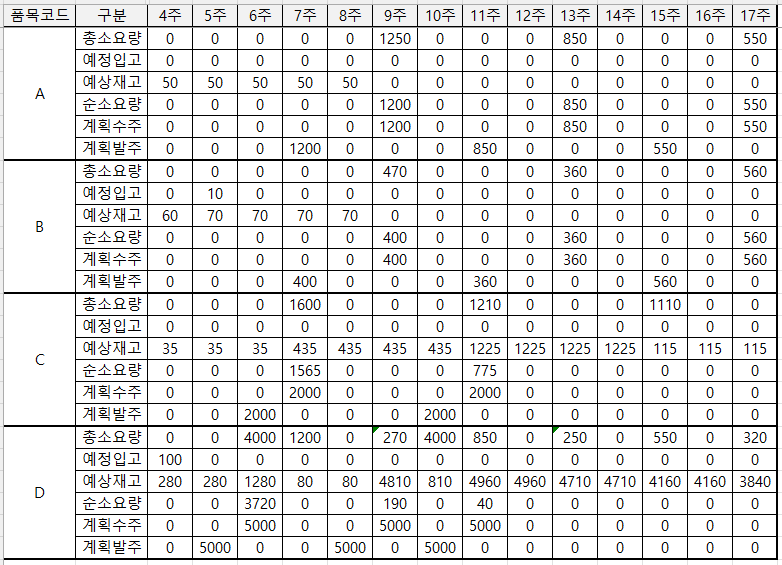 품목코드 구분 4주 5주 6주 7주 8주 9주 10주 11주 12주 13주 14주 15주 16주 17주
총소요량 0 0 0 0 0 1250 0 0 0 850 0 0 0 550
예정입고 0 0 0 0 0 0 0 0 0 0 0 0 0 0
예상재고 50 50 50 50 50 0 0 0 0 0 0 0 0 0
A
순소요량 0 0 0 0 0 1200 0 0 0 850 0 0 0 550
계획수주 0 0 0 0 0 1200 0 0 0 850 0 0 0 550
계획발주 0 0 0 1200 0 0 0 850 0 0 0 550 0 0
총소요량 0 0 0 0 0 470 0 0 0 360 0 0 0 560
예정입고 0 10 0 0 0 0 0 0 0 0 0 0 0 0
예상재고 60 70 70 70 70 0 0 0 0 0 0 0 0 0
B
순소요량 0 0 0 0 0 400 0 0 0 360 0 0 0 560
계획수주 0 0 0 0 0 400 0 0 0 360 0 0 0 560
계획발주 0 0 0 400 0 0 0 360 0 0 0 560 0 0
총소요량 0 0 0 1600 0 0 0 1210 0 0 0 1110 0 0
예정입고 0 0 0 0 0 0 0 0 0 0 0 0 0 0
예상재고 35 35 35 435 435 435 435 1225 1225 1225 1225 115 115 115
C
순소요량 0 0 0 1565 0 0 0 775 0 0 0 0 0 0
계획수주 0 0 0 2000 0 0 0 2000 0 0 0 0 0 0
계획발주 0 0 2000 0 0 0 2000 0 0 0 0 0 0 0
총소요량 0 0 4000 1200 0 270 4000 850 0 250 0 550 0 320
예정입고 100 0 0 0 0 0 0 0 0 0 0 0 0 0
예상재고 280 280 1280 80 80 4810 810 4960 4960 4710 4710 4160 4160 3840
D
순소요량 0 0 3720 0 0 190 0 40 0 0 0 0 0 0
계획수주 0 0 5000 0 0 5000 0 5000 0 0 0 0 0 0
계획발주 0 5000 0 0 5000 0 5000 0 0 0 0 0 0 0